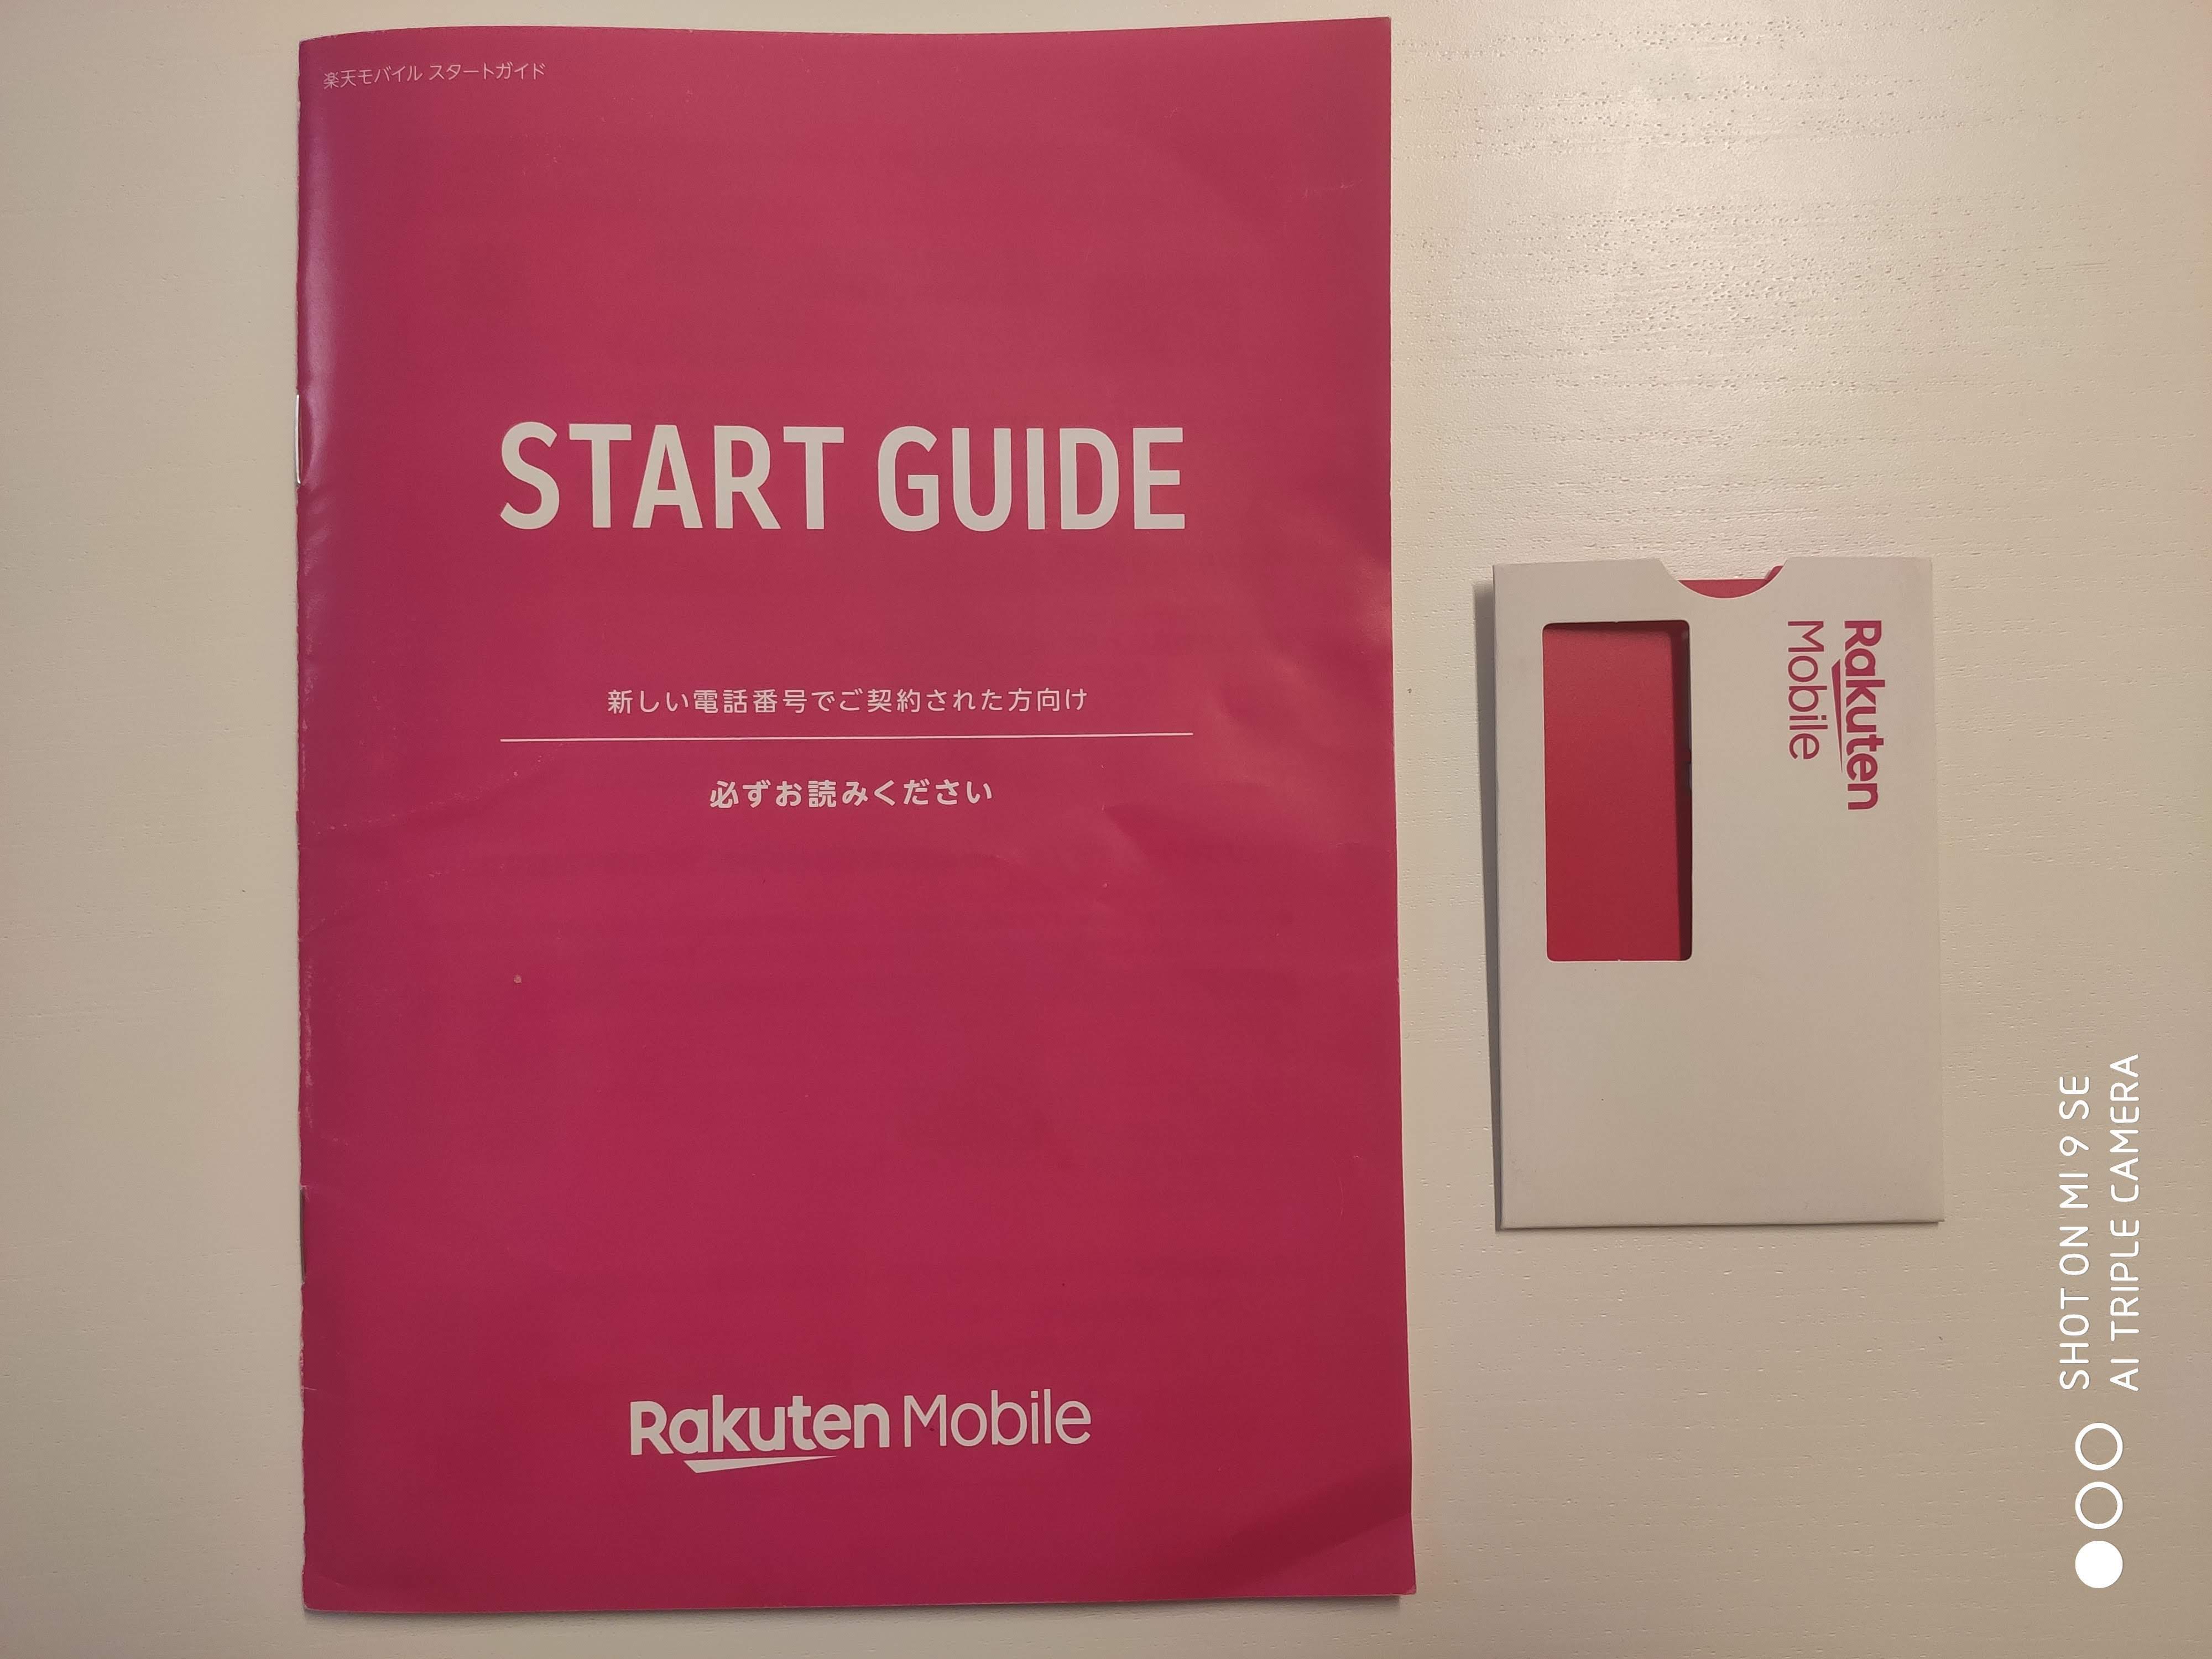 楽天モバイル スタートガイド
START GUIDE
新しい電話番号でご契約された方向け
必ずお読みください
Rakuten Mobile
Rakuten
Mobile
SHOT ON MI 9 SE
AI TRIPLE CAMERA